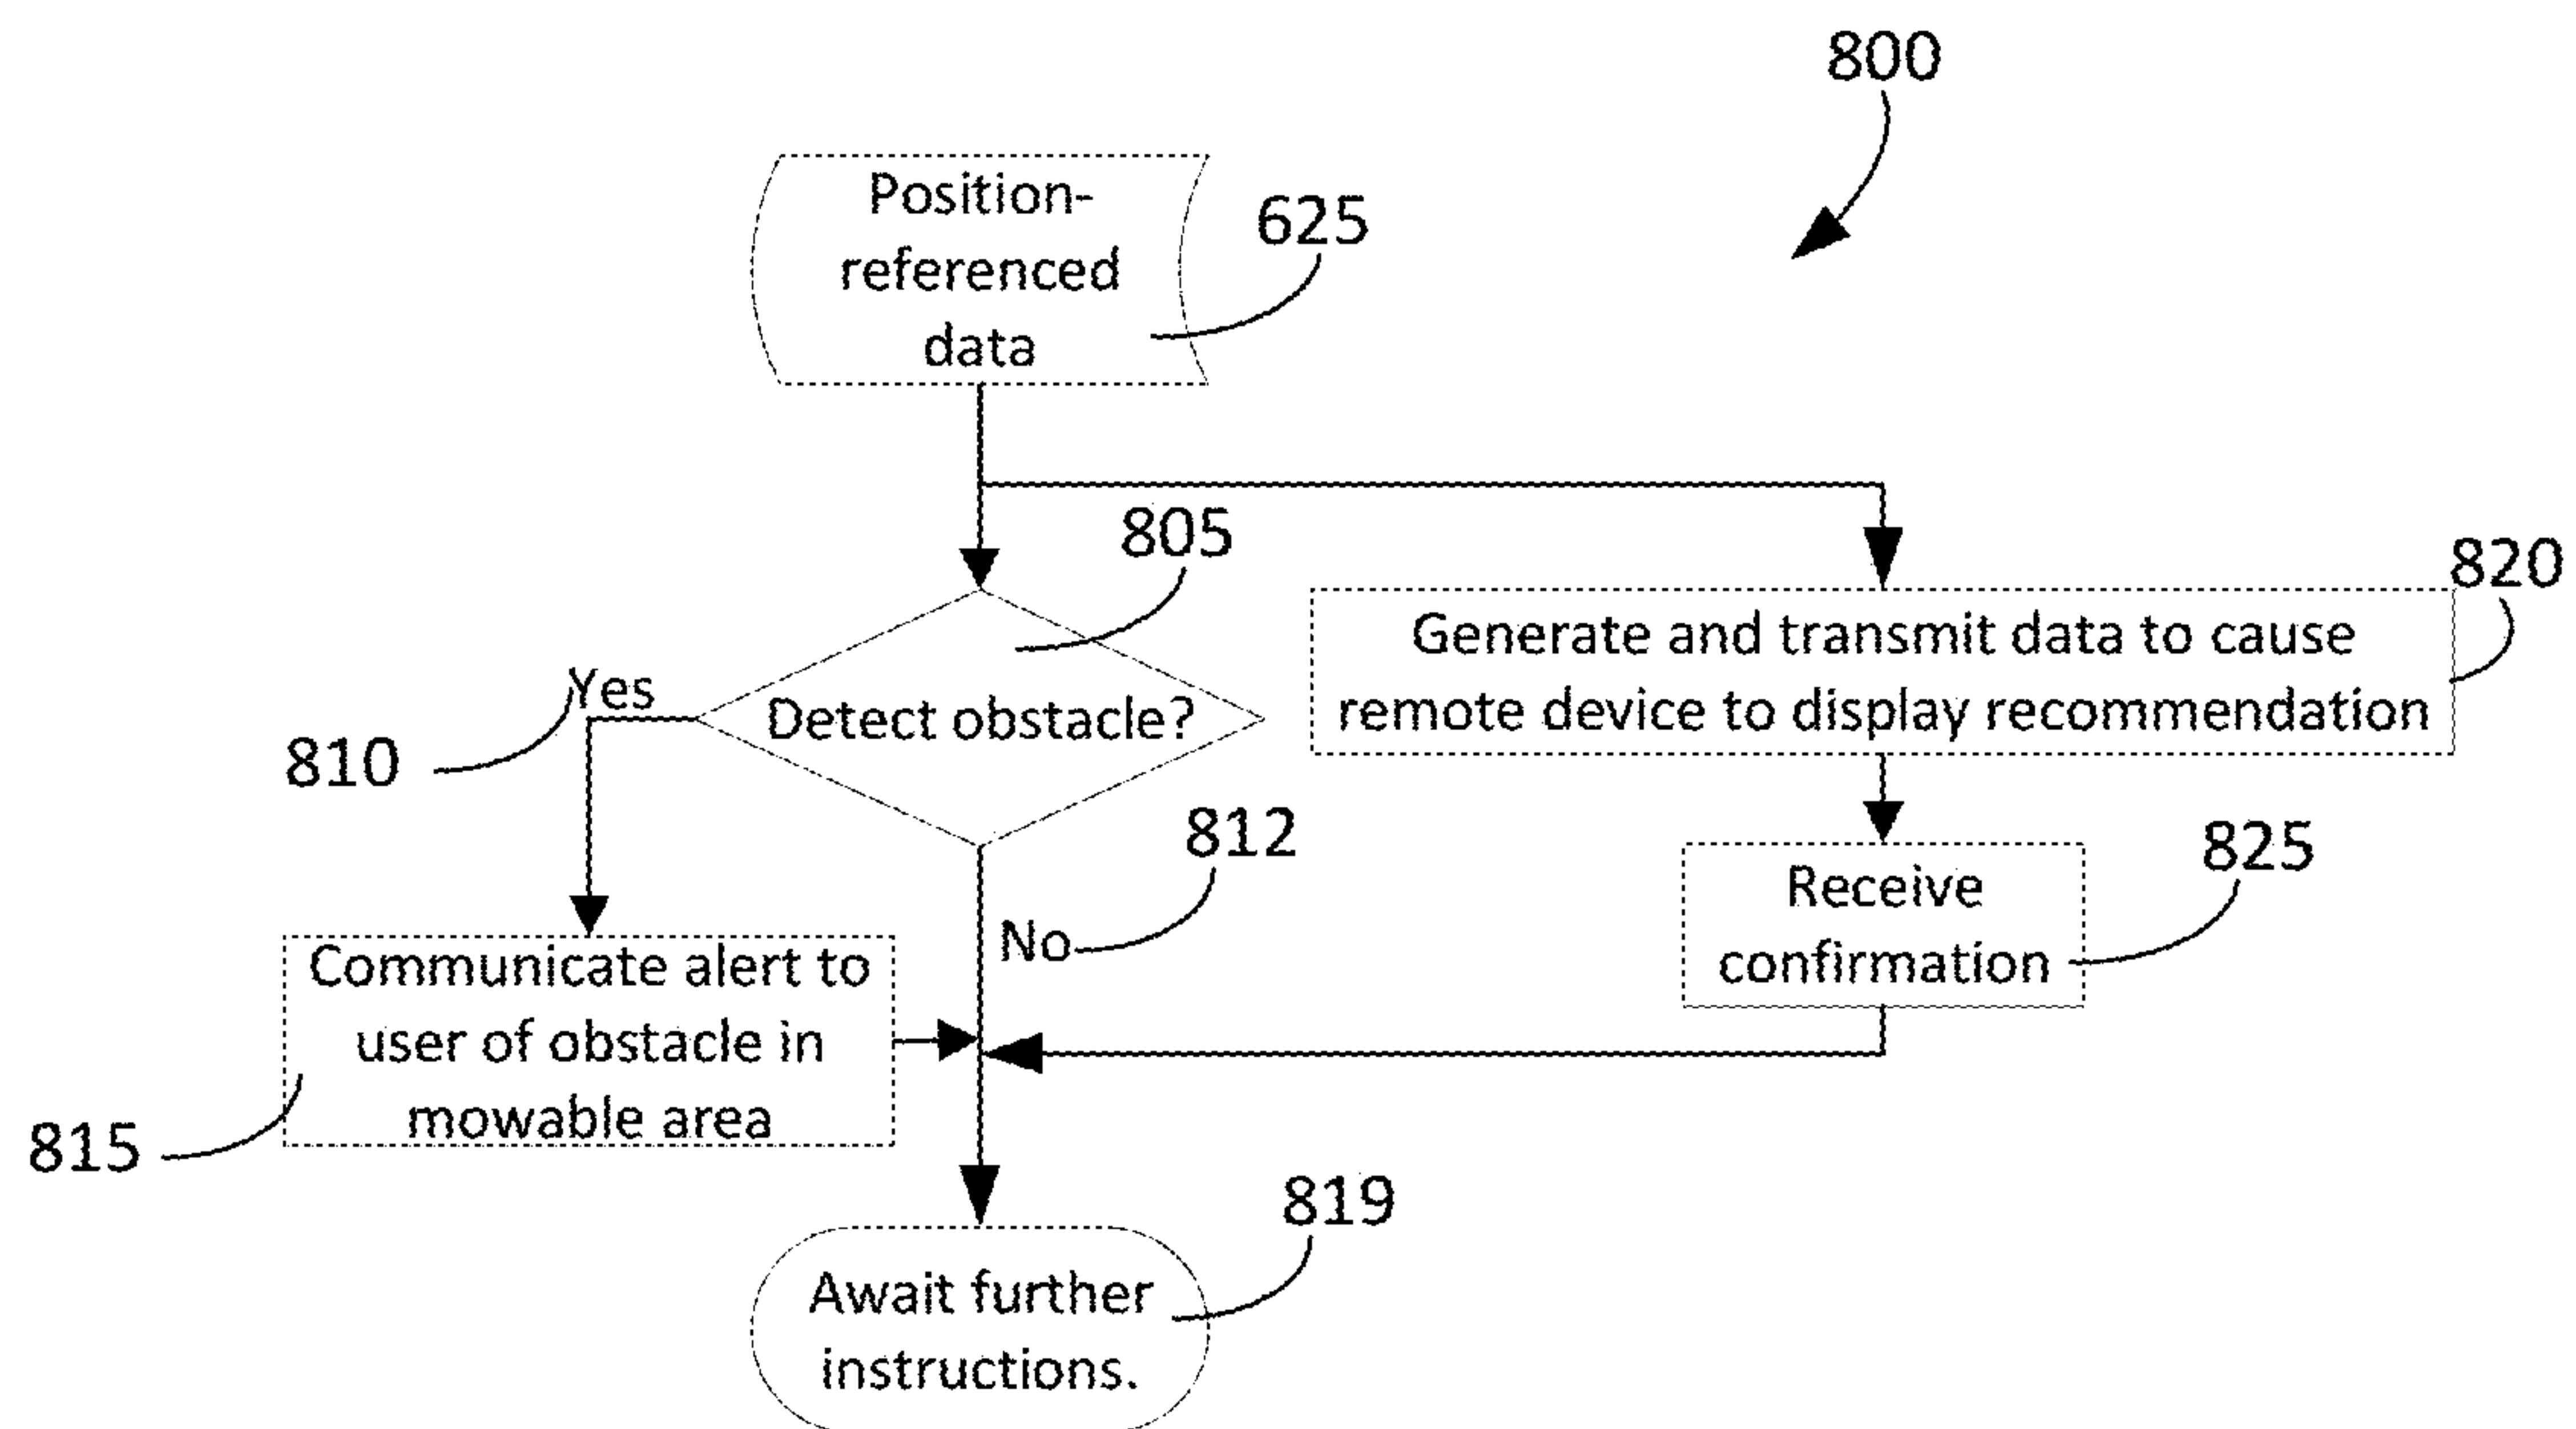 800
Position-
referenced
data
625
805
820
Generate and transmit data to cause
remote device to display recommendation
Yes
Detect obstacle?
810
812
825
Receive
confirmation
No
Communicate alert to
user of obstacle in
mowable area
815
819
Await further
instructions.